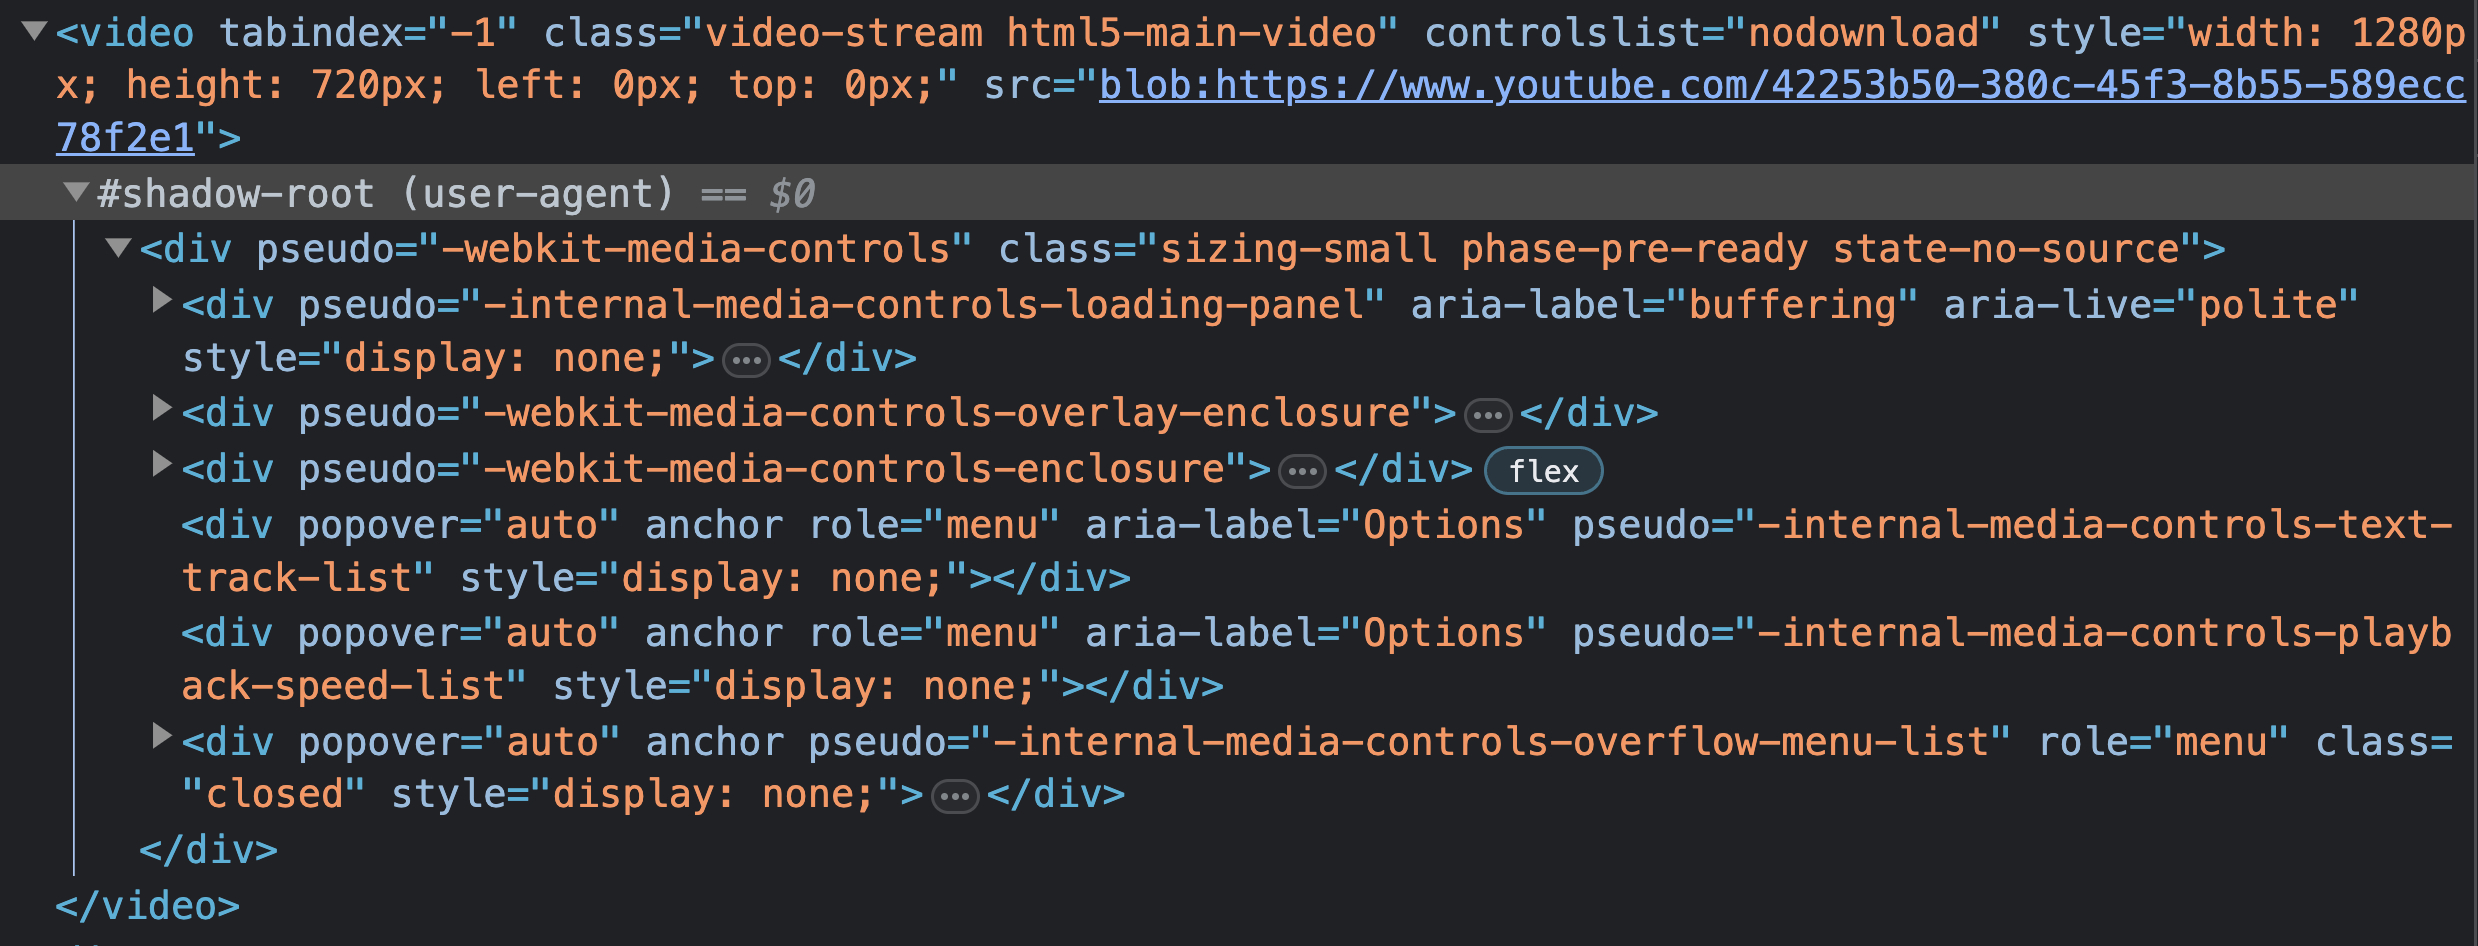 <video tabindex="-1" class="video-stream html5-main-video" controlslist="nodownload" style="width: 1280p
x; height: 720px; left: 0px; top: 0px;" src="blob:https://www.youtube.com/42253b50-380c-45f3-8b55-589ecc
78f2e1">
#shadow-root (user-agent) == $0
<div pseudo="-webkit-media-controls" class="sizing-small phase-pre-ready state-no-source">
<div pseudo="-internal-media-controls-loading-panel" aria-label="buffering" aria-live="polite"
style="display: none;">…</div>
<div pseudo="-webkit-media-controls-overlay-enclosure">…</div>
<div pseudo="-webkit-media-controls-enclosure">…</div> flex
<div popover="auto" anchor role="menu" aria-label="Options" pseudo="-internal-media-controls-text-
track-list" style="display: none;"></div>
<div popover="auto" anchor role="menu" aria-label="Options" pseudo="-internal-media-controls-playb
ack-speed-list" style="display: none;"></div>
<div popover="auto" anchor pseudo="-internal-media-controls-overflow-menu-list" role="menu" class=
"closed" style="display: none;">…</div>
</div>
</video>